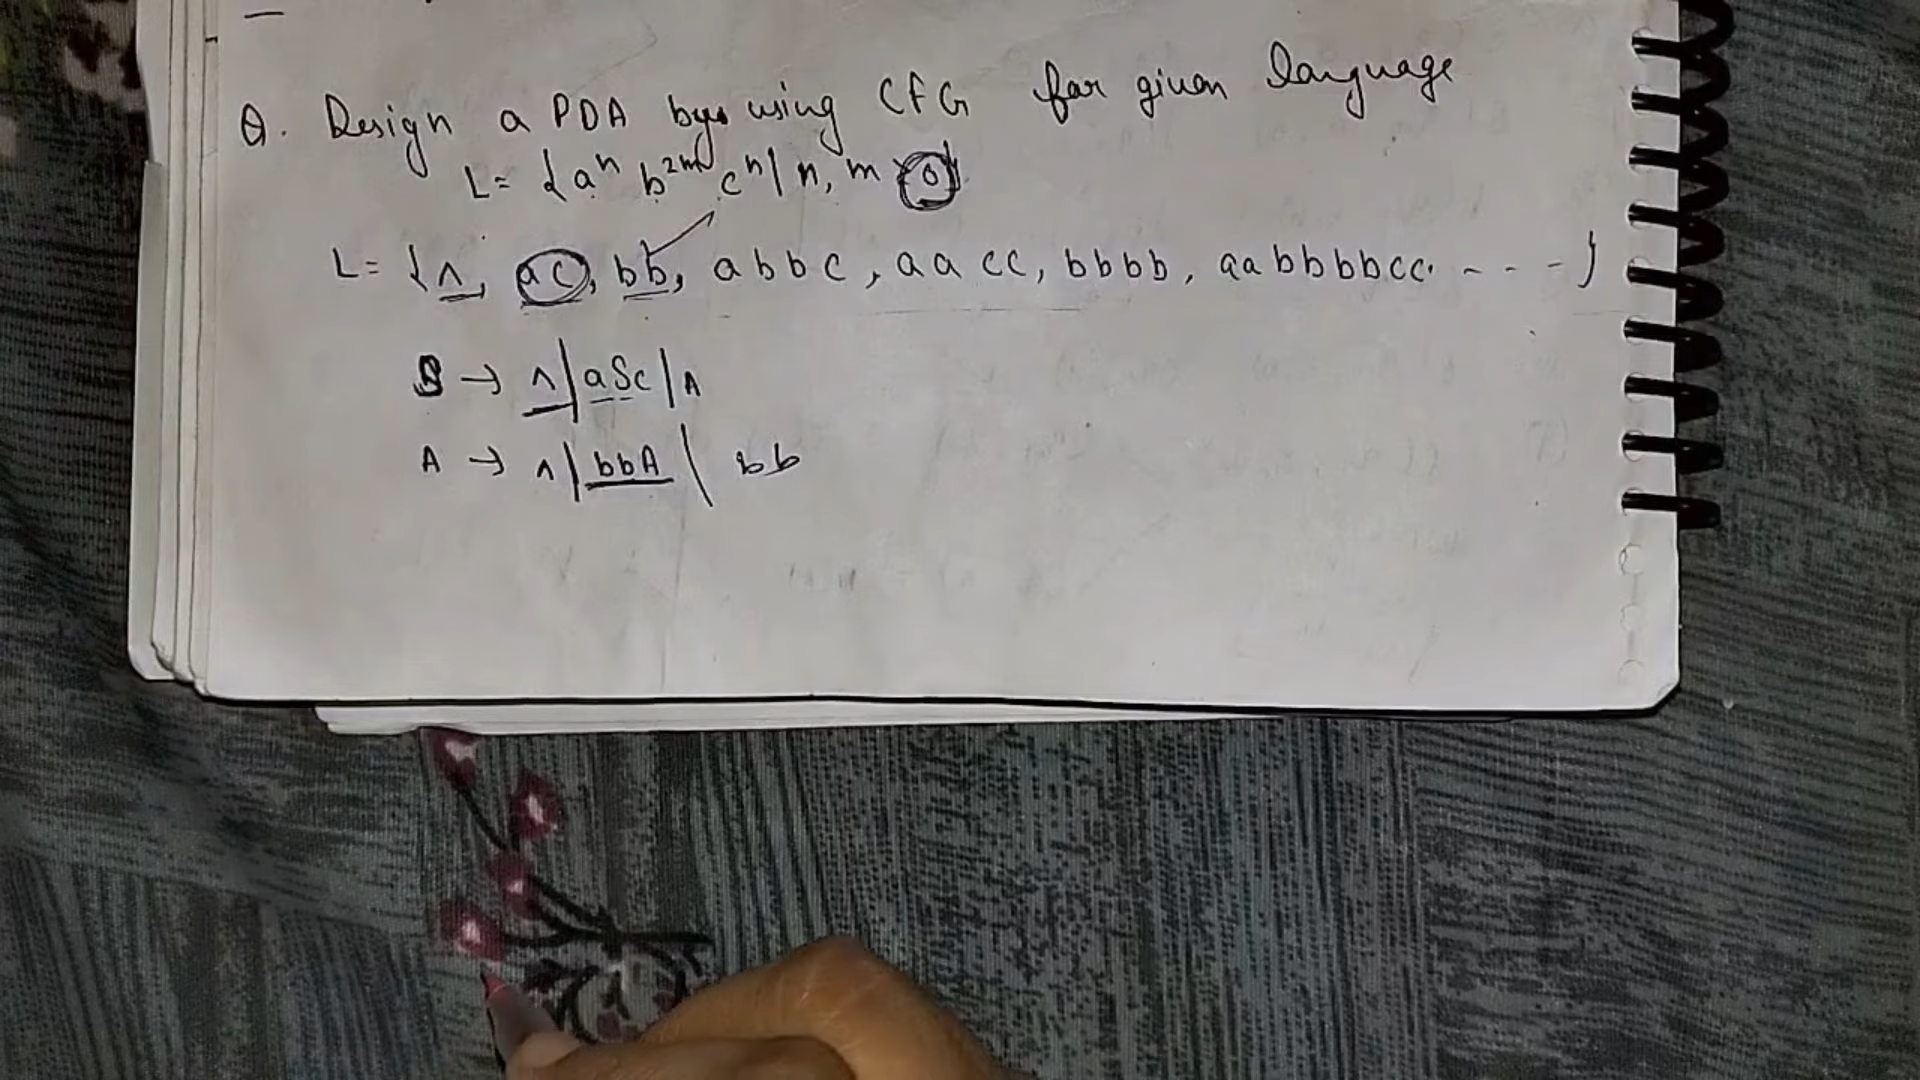 Q. Design a PDA by using CFG for given language
L = { aⁿ b²ᵐ cⁿ | n, m 0 }
L = { ^, ac, bb, abbc, aacc, bbbb, aabbbbcc. - - - }
S → ^ | aSc | A
A → ^ | bbA | bb